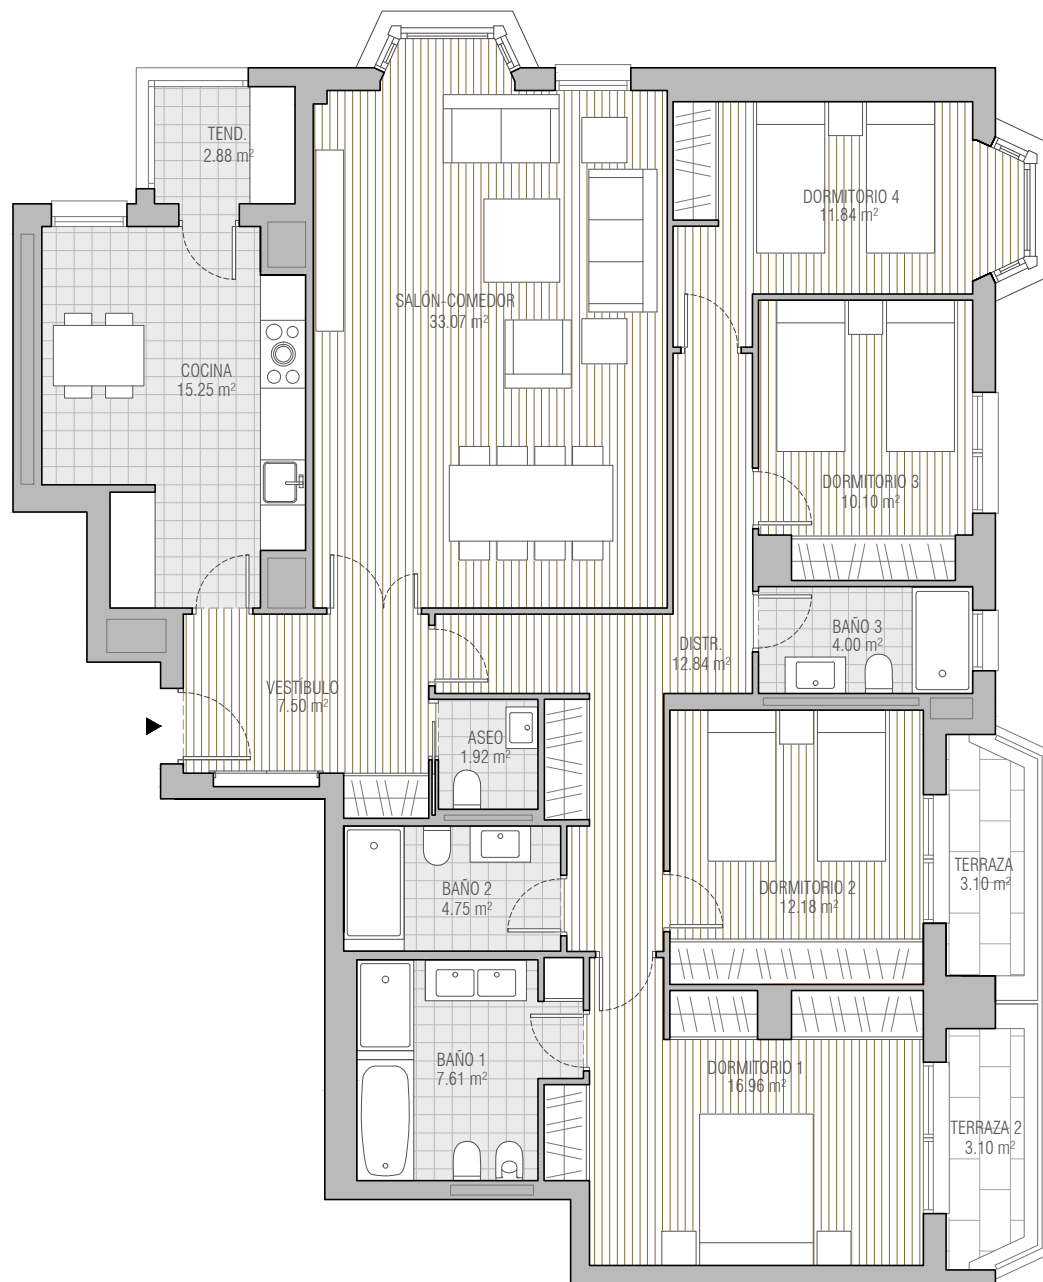 TEND.
2.88 m²
DORMITORIO 4
11.84 m²
SALÓN-COMEDOR
33.07 m²
COCINA
15.25 m²
DORMITORIO 3
10.10 m²
BAÑO 3
4.00 m²
DISTR.
12.84 m²
VESTÍBULO
7.50 m²
ASEO
1.92 m²
TERRAZA
3.10 m²
BAÑO 2
4.75 m²
DORMITORIO 2
12.18 m²
BAÑO 1
7.61 m²
DORMITORIO 1
16.96 m²
TERRAZA 2
3.10 m²